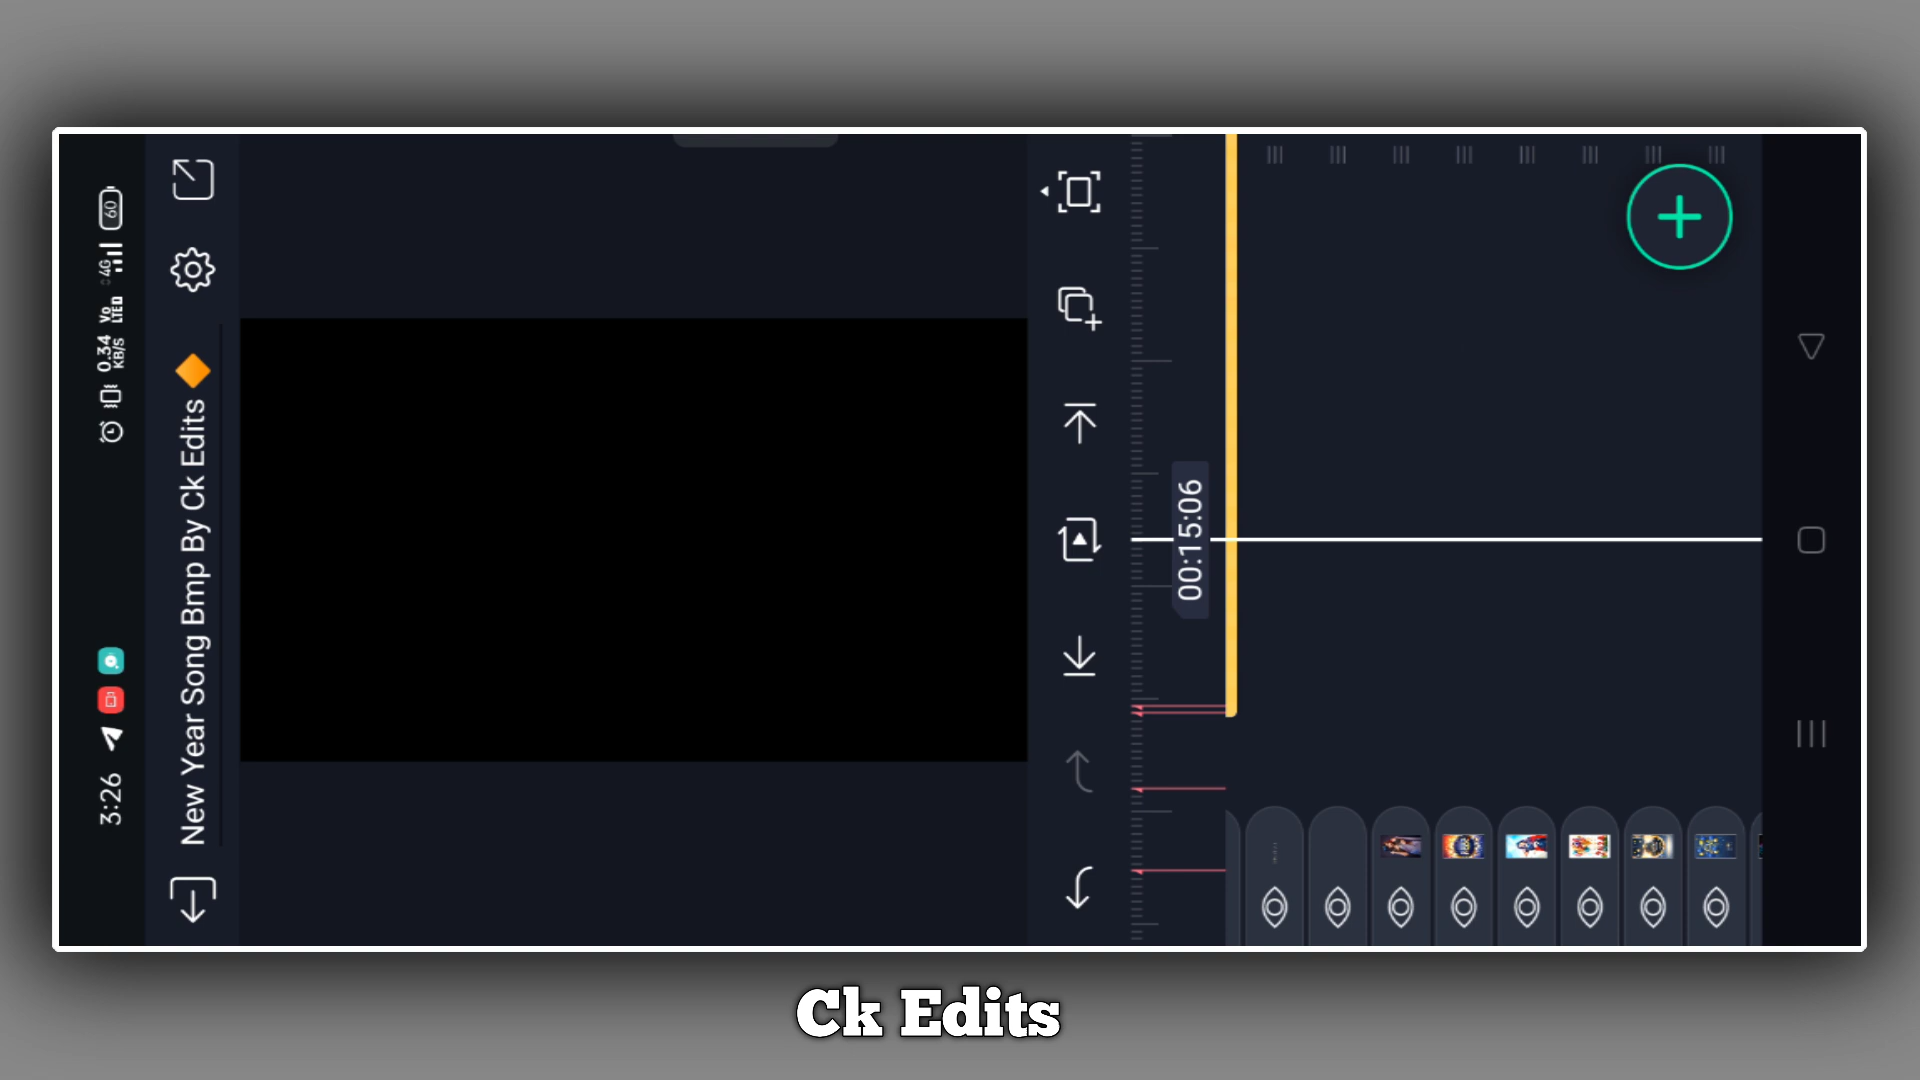 3:26
0.34 KB/S
Vo LTE
4G
60
New Year Song Bmp By Ck Edits
00:15:06
Ck Edits